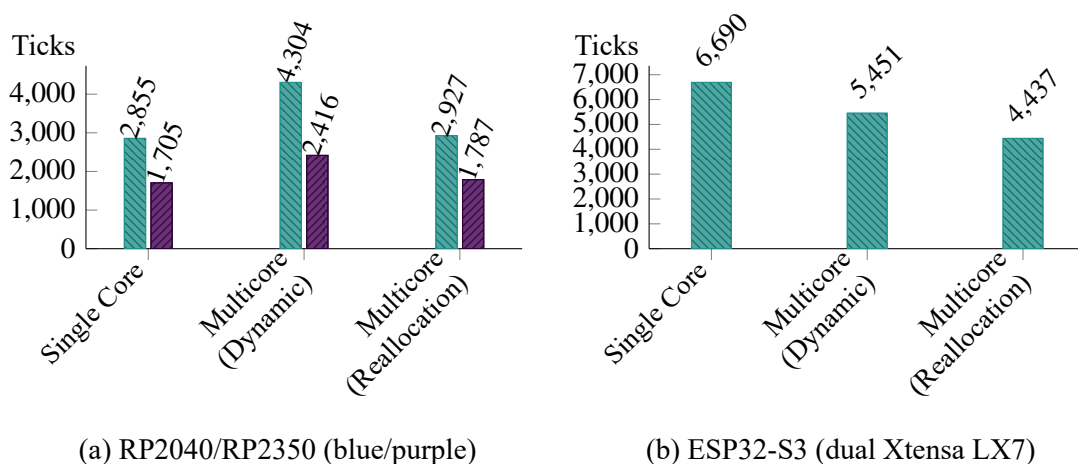 Ticks
4,000
3,000
2,000
1,000
0
2,855
1,705
4,304
2,416
2,927
1,787
Single Core
Multicore
(Dynamic)
Multicore
(Reallocation)
(a) RP2040/RP2350 (blue/purple)
Ticks
7,000
6,000
5,000
4,000
3,000
2,000
1,000
0
6,690
5,451
4,437
Single Core
Multicore
(Dynamic)
Multicore
(Reallocation)
(b) ESP32-S3 (dual Xtensa LX7)